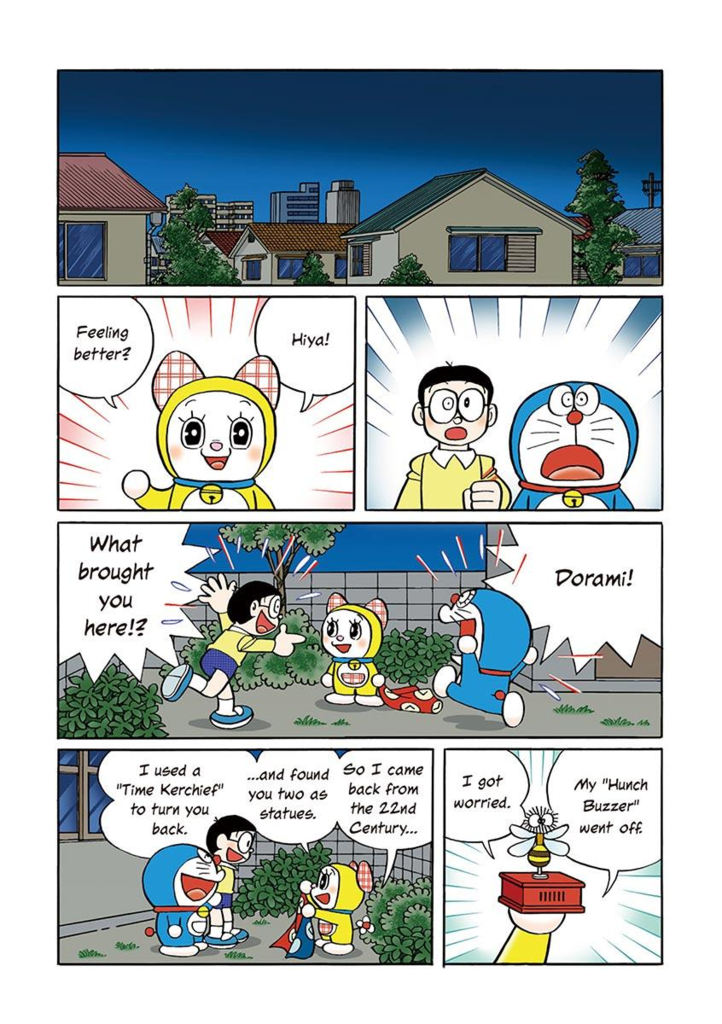 Hiya!
Feeling
better?
Dorami!
What
brought
you
here!?
My "Hunch
Buzzer"
went off.
I got
worried.
So I came
back from
the 22nd
Century...
...and found
you two as
statues.
I used a
"Time Kerchief"
to turn you
back.